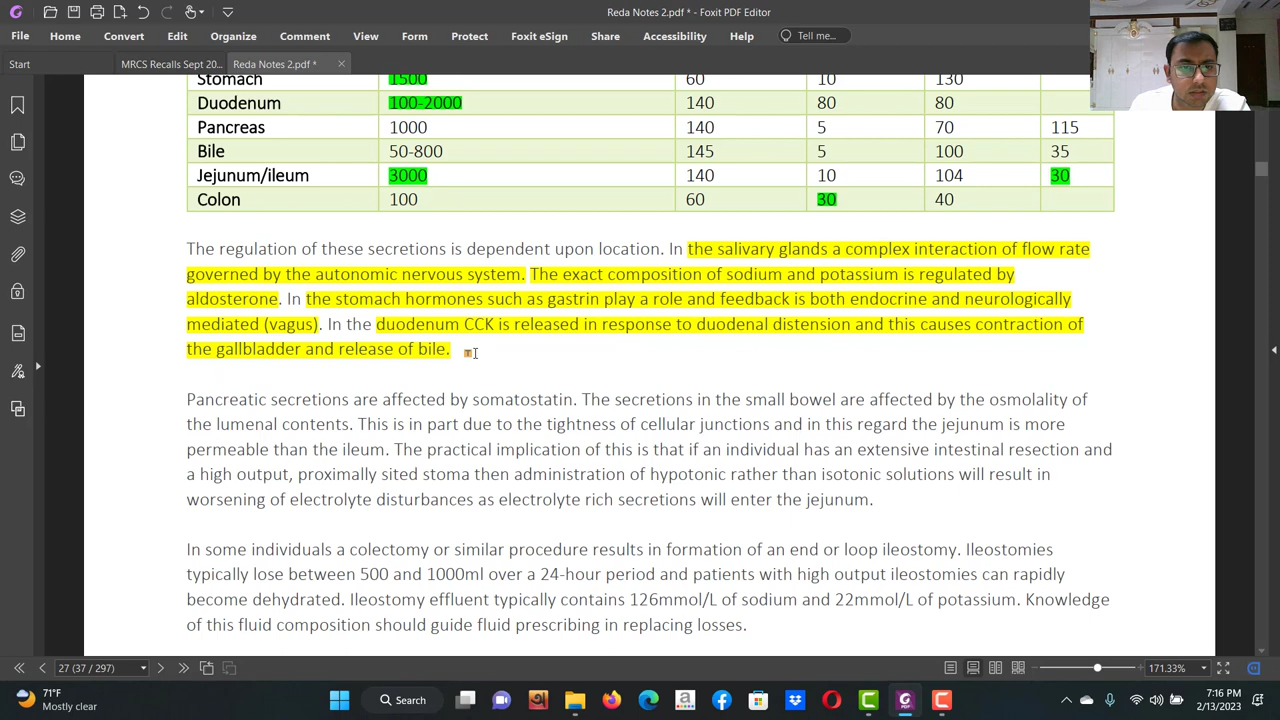 Reda Notes 2.pdf * - Foxit PDF Editor
File Home Convert Edit Organize Comment View Form Protect Foxit eSign Share Accessibility Help Tell me...
Start MRCS Recalls Sept 20... Reda Notes 2.pdf *
Stomach 1500 60 10 130
Duodenum 100-2000 140 80 80
Pancreas 1000 140 5 70 115
Bile 50-800 145 5 100 35
Jejunum/ileum 3000 140 10 104 30
Colon 100 60 30 40
The regulation of these secretions is dependent upon location. In the salivary glands a complex interaction of flow rate
governed by the autonomic nervous system. The exact composition of sodium and potassium is regulated by
aldosterone. In the stomach hormones such as gastrin play a role and feedback is both endocrine and neurologically
mediated (vagus). In the duodenum CCK is released in response to duodenal distension and this causes contraction of
the gallbladder and release of bile.
Pancreatic secretions are affected by somatostatin. The secretions in the small bowel are affected by the osmolality of
the lumenal contents. This is in part due to the tightness of cellular junctions and in this regard the jejunum is more
permeable than the ileum. The practical implication of this is that if an individual has an extensive intestinal resection and
a high output, proximally sited stoma then administration of hypotonic rather than isotonic solutions will result in
worsening of electrolyte disturbances as electrolyte rich secretions will enter the jejunum.
In some individuals a colectomy or similar procedure results in formation of an end or loop ileostomy. Ileostomies
typically lose between 500 and 1000ml over a 24-hour period and patients with high output ileostomies can rapidly
become dehydrated. Ileostomy effluent typically contains 126mmol/L of sodium and 22mmol/L of potassium. Knowledge
of this fluid composition should guide fluid prescribing in replacing losses.
27 (37 / 297) 171.33%
71°F
Mostly clear
Search
7:16 PM
2/13/2023